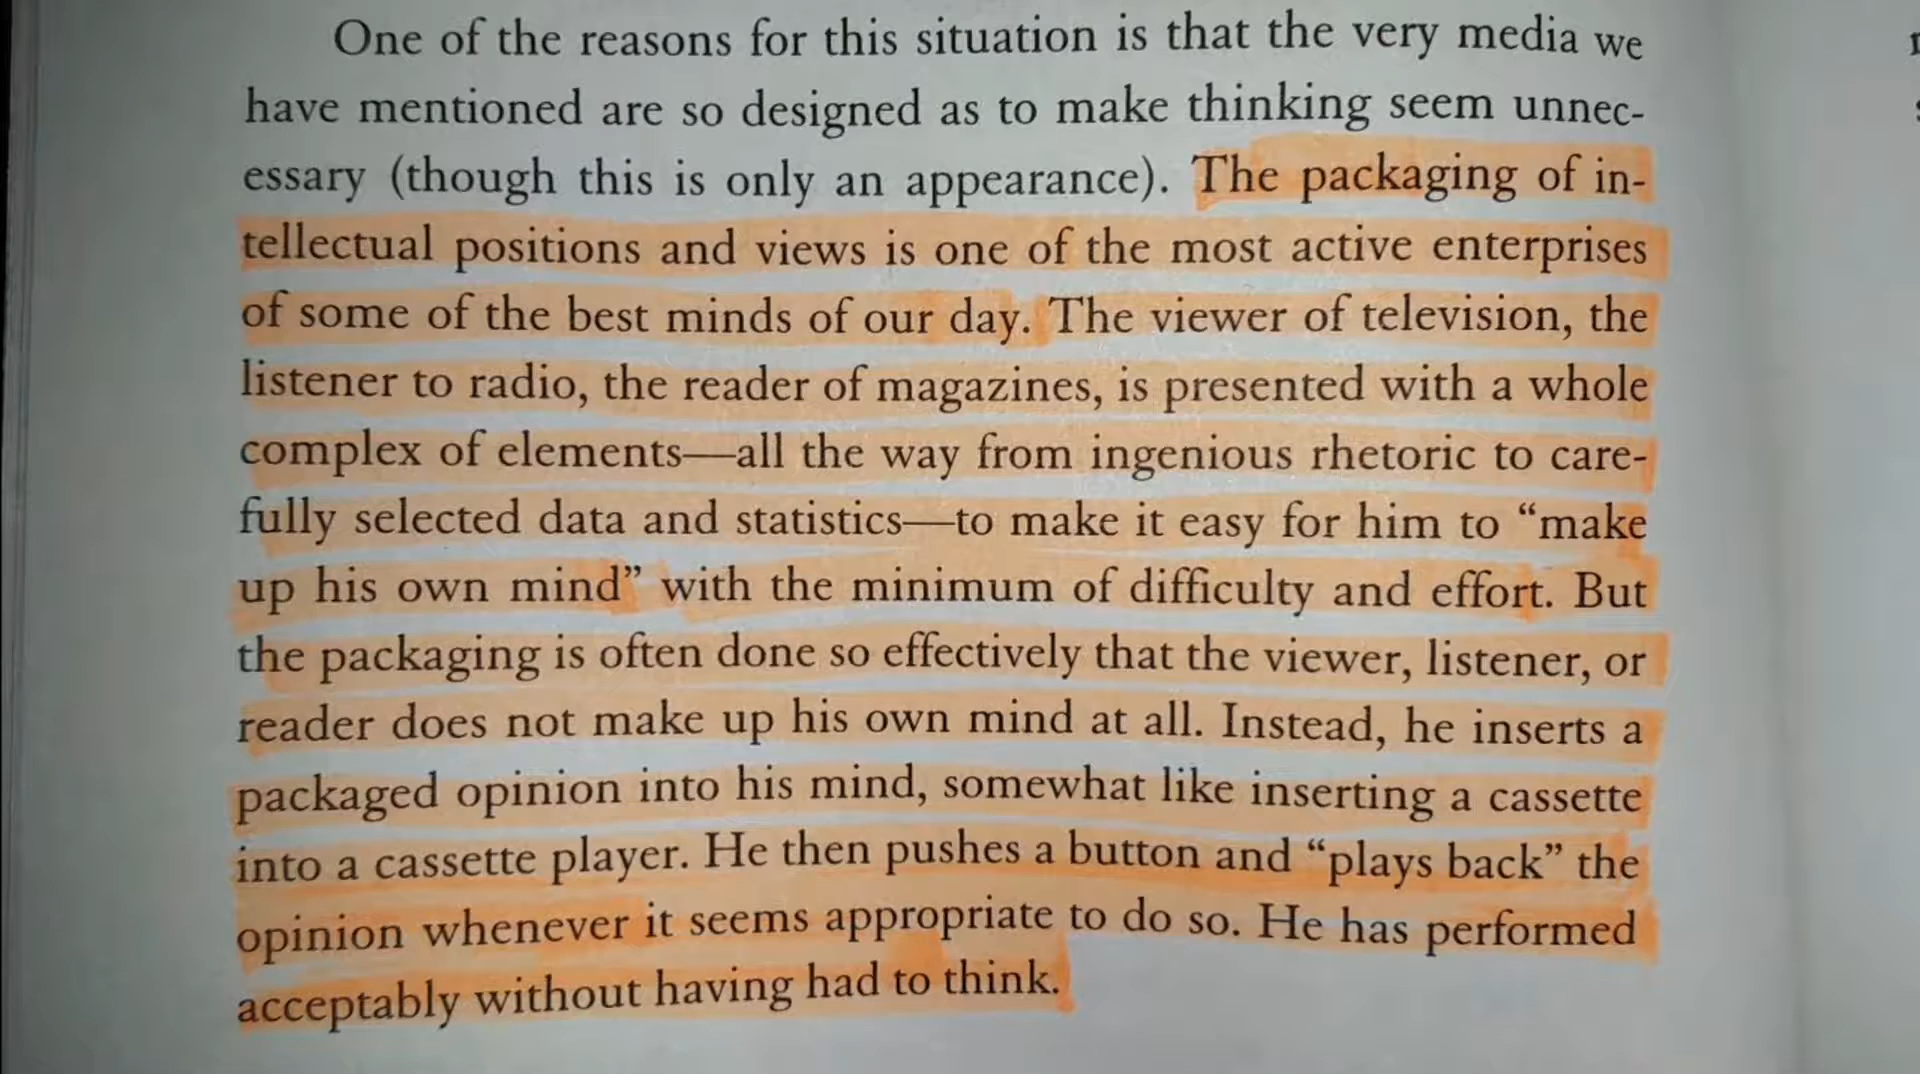 One of the reasons for this situation is that the very media we
have mentioned are so designed as to make thinking seem unnec-
essary (though this is only an appearance). The packaging of in-
tellectual positions and views is one of the most active enterprises
of some of the best minds of our day. The viewer of television, the
listener to radio, the reader of magazines, is presented with a whole
complex of elements—all the way from ingenious rhetoric to care-
fully selected data and statistics—to make it easy for him to “make
up his own mind” with the minimum of difficulty and effort. But
the packaging is often done so effectively that the viewer, listener, or
reader does not make up his own mind at all. Instead, he inserts a
packaged opinion into his mind, somewhat like inserting a cassette
into a cassette player. He then pushes a button and “plays back” the
opinion whenever it seems appropriate to do so. He has performed
acceptably without having had to think.